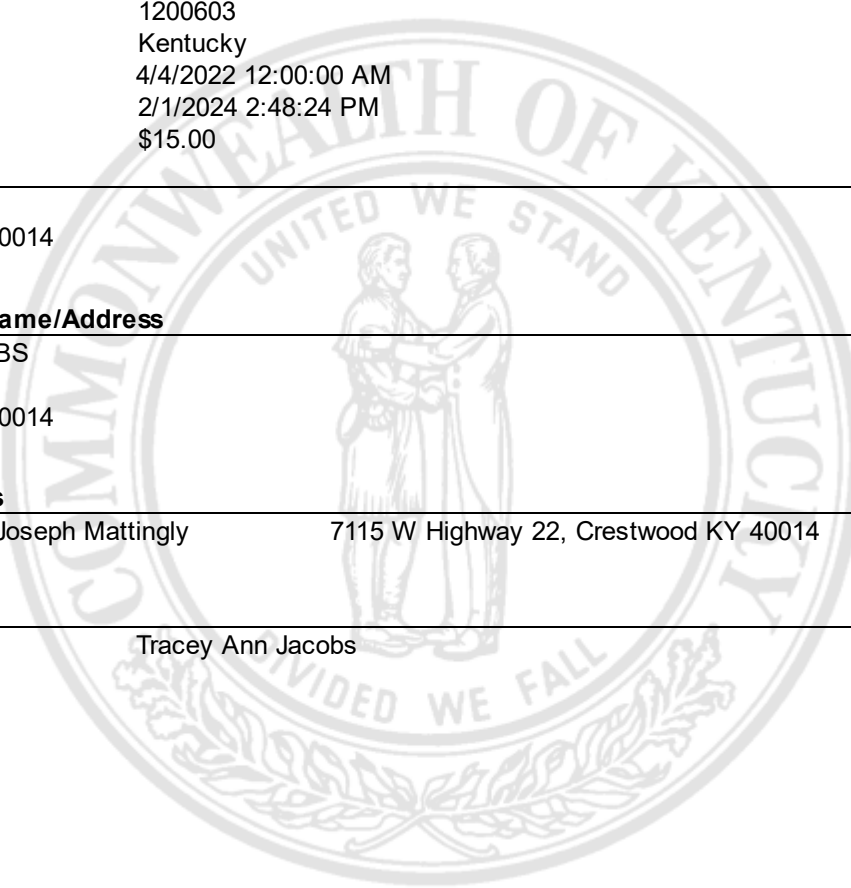 1200603
Kentucky
4/4/2022 12:00:00 AM
2/1/2024 2:48:24 PM
$15.00
0014
ame/Address
BS
0014
s
Joseph Mattingly 7115 W Highway 22, Crestwood KY 40014
Tracey Ann Jacobs
COMMONWEALTH OF KENTUCKY
UNITED WE STAND
DIVIDED WE FALL